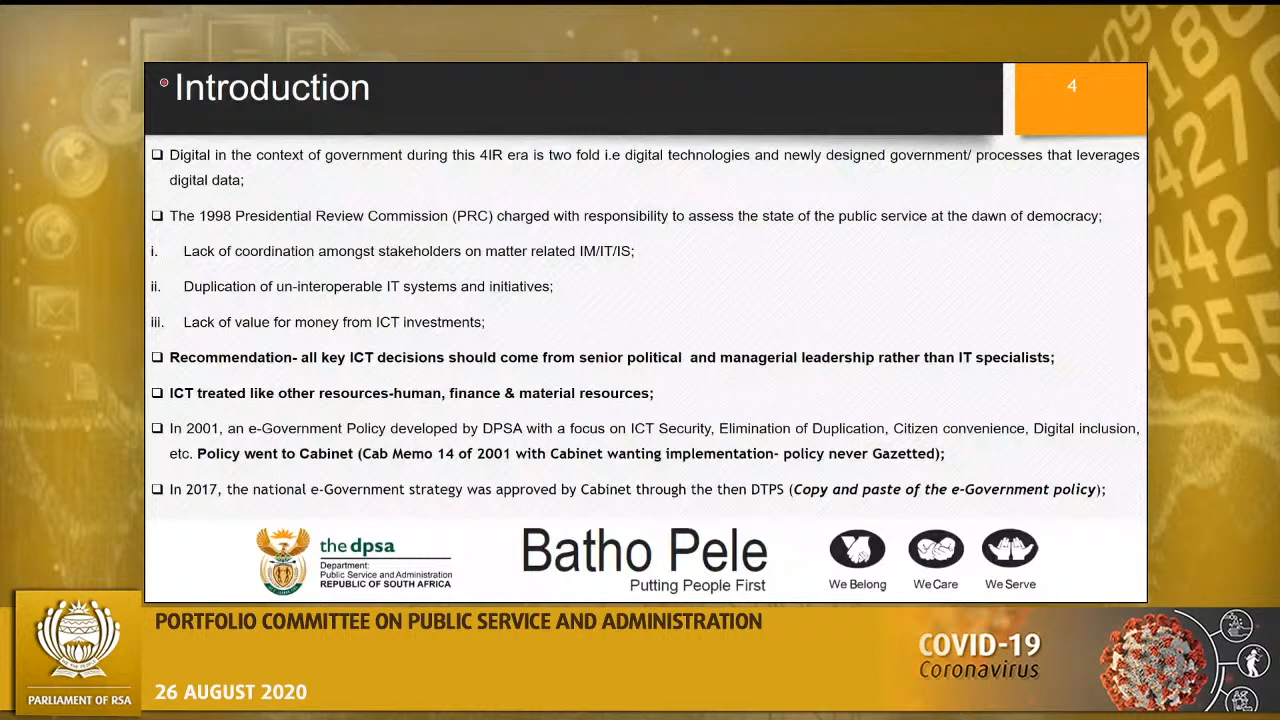 Introduction
4
Digital in the context of government during this 4IR era is two fold i.e digital technologies and newly designed government/ processes that leverages
digital data;
The 1998 Presidential Review Commission (PRC) charged with responsibility to assess the state of the public service at the dawn of democracy;
i. Lack of coordination amongst stakeholders on matter related IM/IT/IS;
ii. Duplication of un-interoperable IT systems and initiatives;
iii. Lack of value for money from ICT investments;
Recommendation- all key ICT decisions should come from senior political and managerial leadership rather than IT specialists;
ICT treated like other resources-human, finance & material resources;
In 2001, an e-Government Policy developed by DPSA with a focus on ICT Security, Elimination of Duplication, Citizen convenience, Digital inclusion,
etc. Policy went to Cabinet (Cab Memo 14 of 2001 with Cabinet wanting implementation- policy never Gazetted);
In 2017, the national e-Government strategy was approved by Cabinet through the then DTPS (Copy and paste of the e-Government policy);
the dpsa
Department:
Public Service and Administration
REPUBLIC OF SOUTH AFRICA
Batho Pele
Putting People First
We Belong
We Care
We Serve
PORTFOLIO COMMITTEE ON PUBLIC SERVICE AND ADMINISTRATION
26 AUGUST 2020
PARLIAMENT OF RSA
COVID-19
Coronavirus